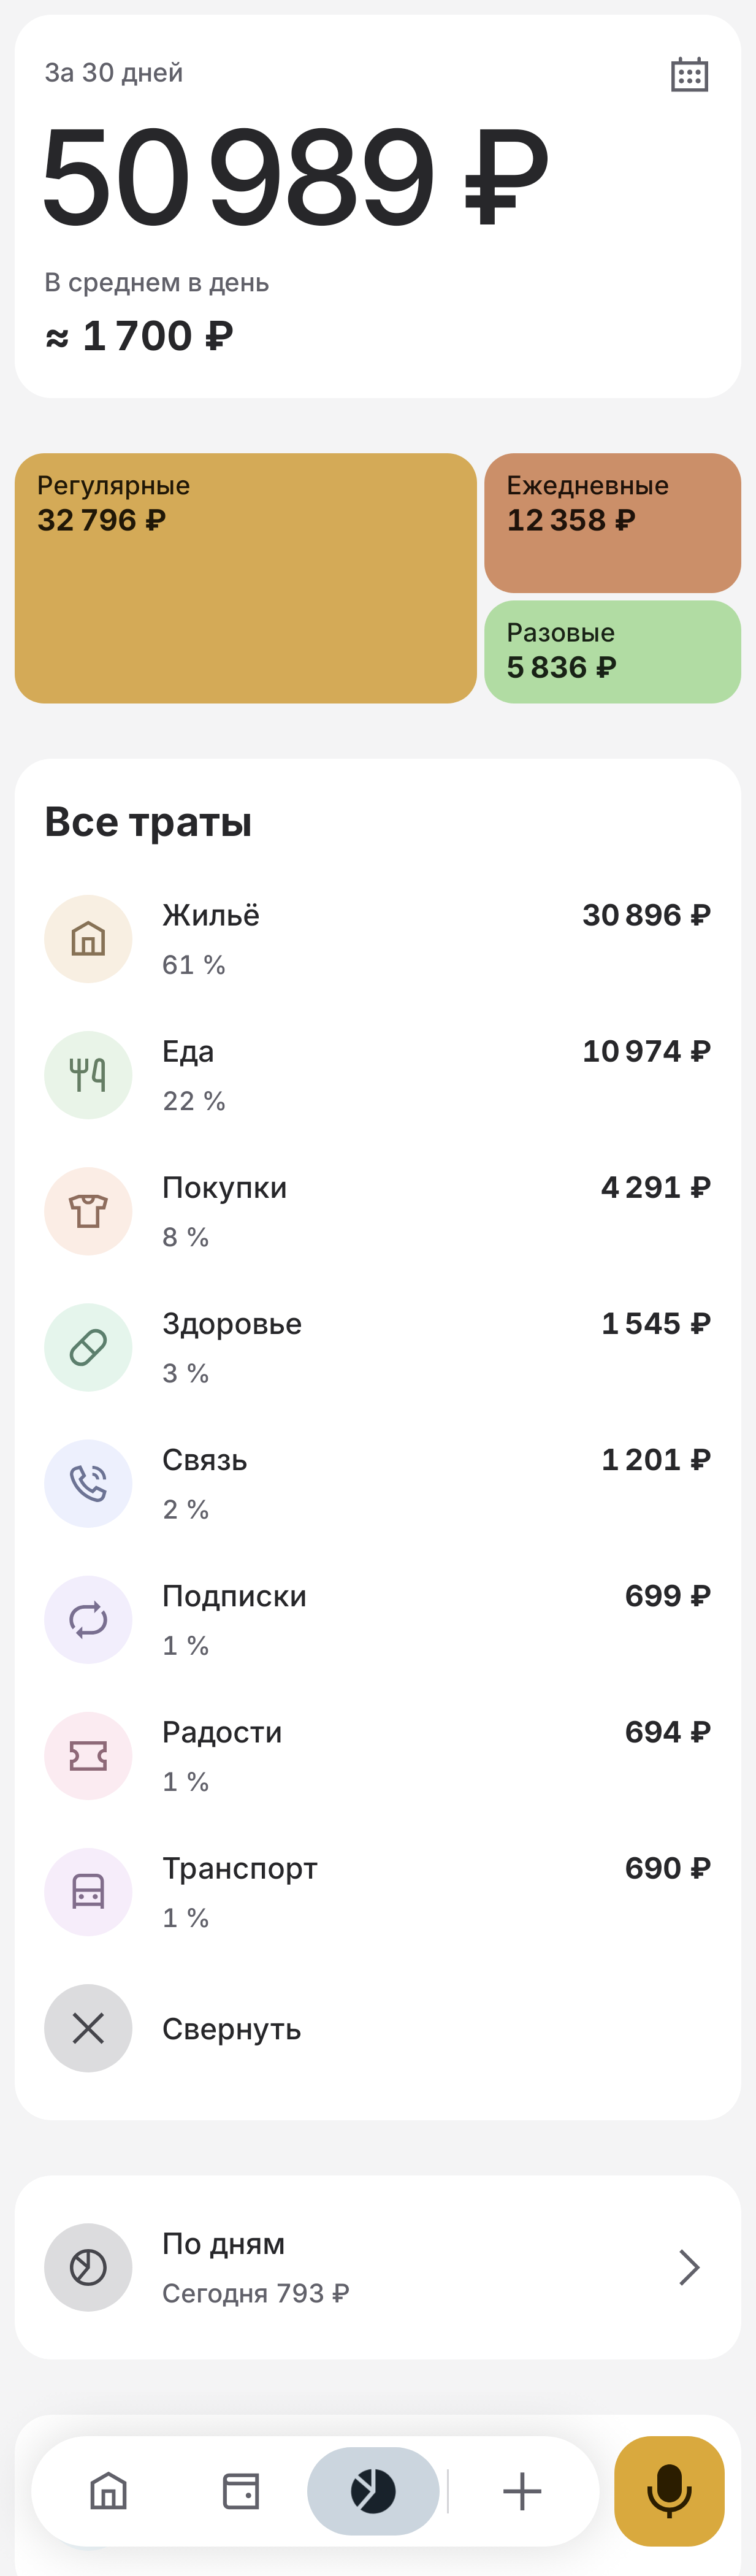 За 30 дней
50 989 ₽
В среднем в день
≈ 1 700 ₽
Регулярные
32 796 ₽
Ежедневные
12 358 ₽
Разовые
5 836 ₽
Все траты
Жильё
30 896 ₽
61 %
Еда
10 974 ₽
22 %
Покупки
4 291 ₽
8 %
Здоровье
1 545 ₽
3 %
Связь
1 201 ₽
2 %
Подписки
699 ₽
1 %
Радости
694 ₽
1 %
Транспорт
690 ₽
1 %
Свернуть
По дням
Сегодня 793 ₽